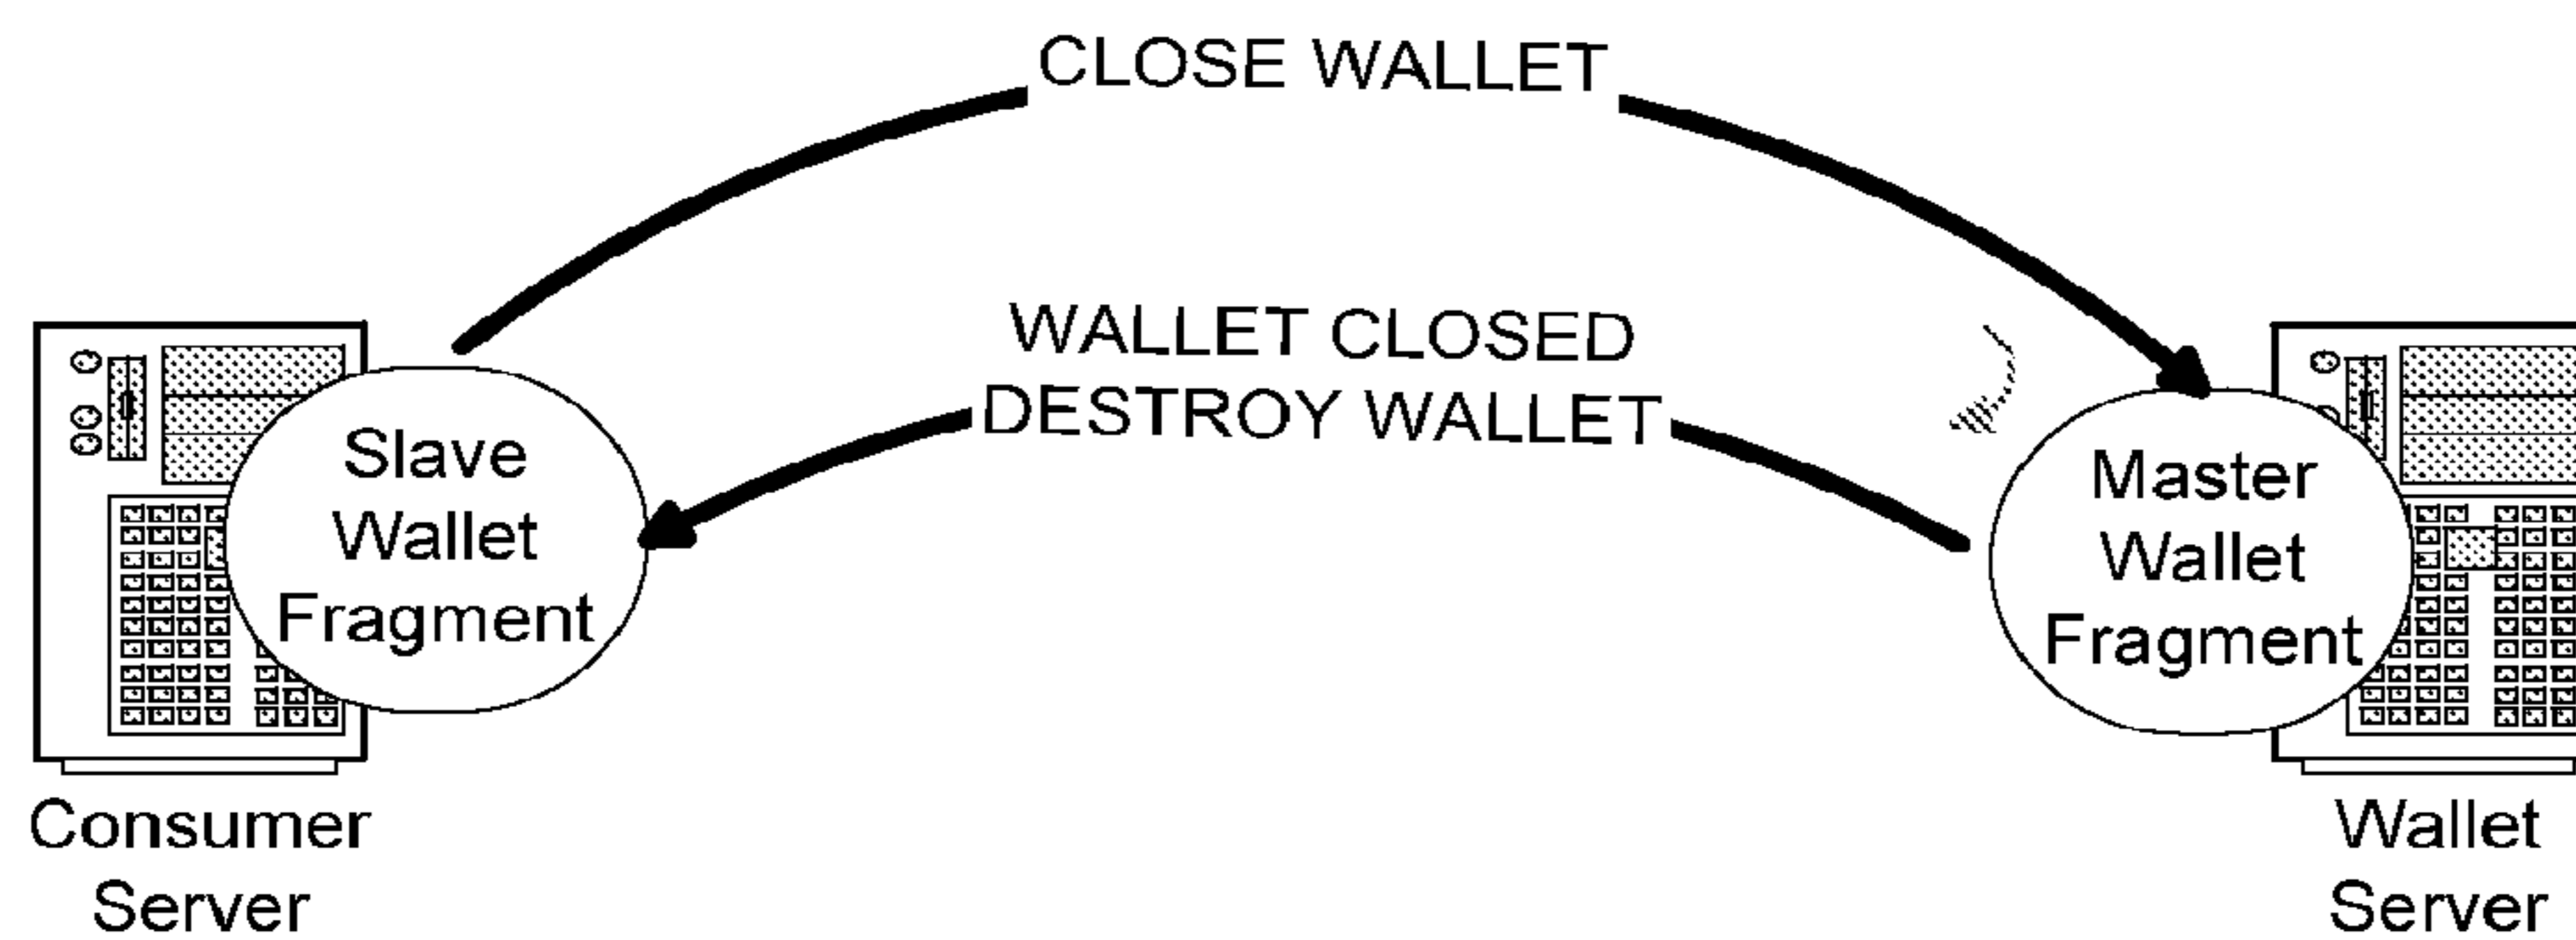 CLOSE WALLET
WALLET CLOSED
DESTROY WALLET
Slave
Wallet
Fragment
Master
Wallet
Fragment
Consumer
Server
Wallet
Server